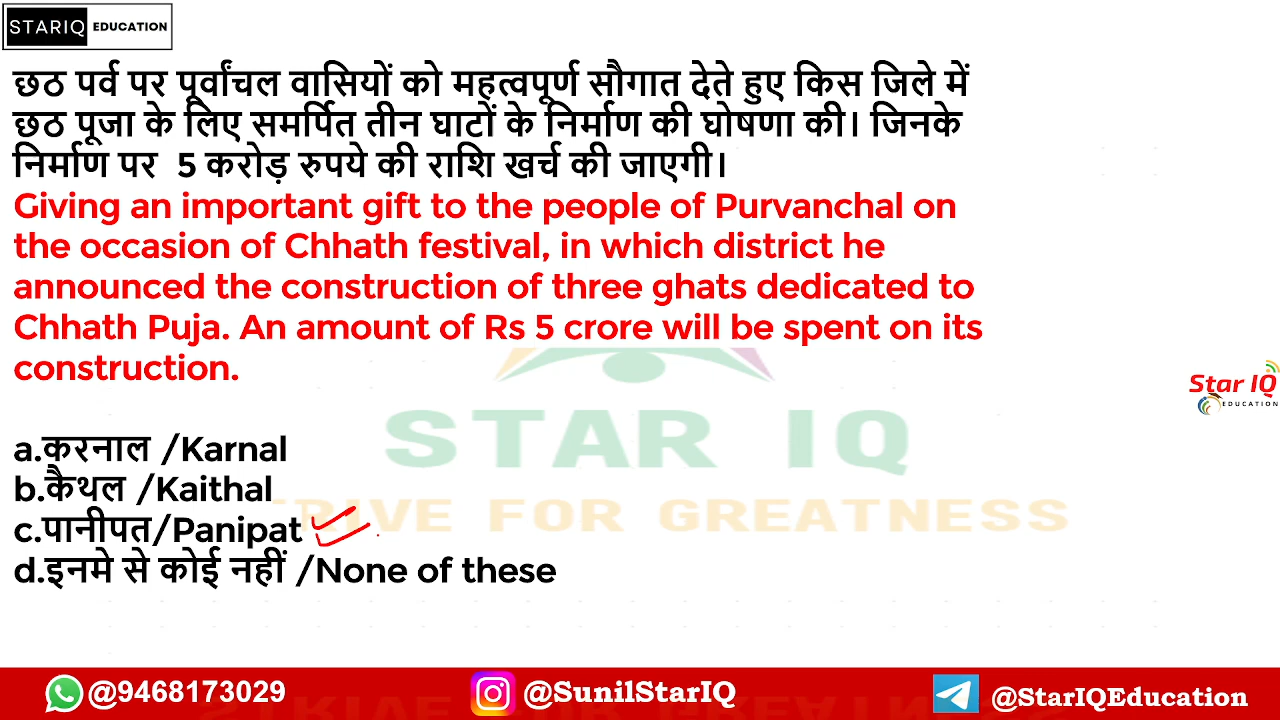 STARIQ EDUCATION
छठ पर्व पर पूर्वांचल वासियों को महत्वपूर्ण सौगात देते हुए किस जिले में
छठ पूजा के लिए समर्पित तीन घाटों के निर्माण की घोषणा की। जिनके
निर्माण पर 5 करोड़ रुपये की राशि खर्च की जाएगी।
Giving an important gift to the people of Purvanchal on
the occasion of Chhath festival, in which district he
announced the construction of three ghats dedicated to
Chhath Puja. An amount of Rs 5 crore will be spent on its
construction.
Star IQ
EDUCATION
STAR IQ
a.करनाल /Karnal
b.कैथल /Kaithal
FOR GREATNESS
c.पानीपत/Panipat
d.इनमे से कोई नहीं /None of these
@9468173029 @SunilStarIQ @StarIQEducation